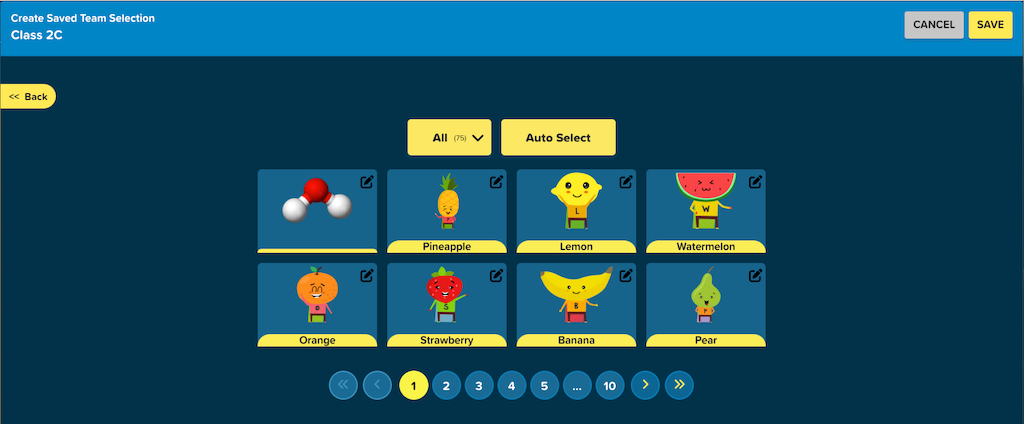 Create Saved Team Selection
Class 2C
CANCEL SAVE
<< Back
All (75) Auto Select
Pineapple Lemon Watermelon
L W
Orange Strawberry Banana Pear
S B P
1 2 3 4 5 ... 10